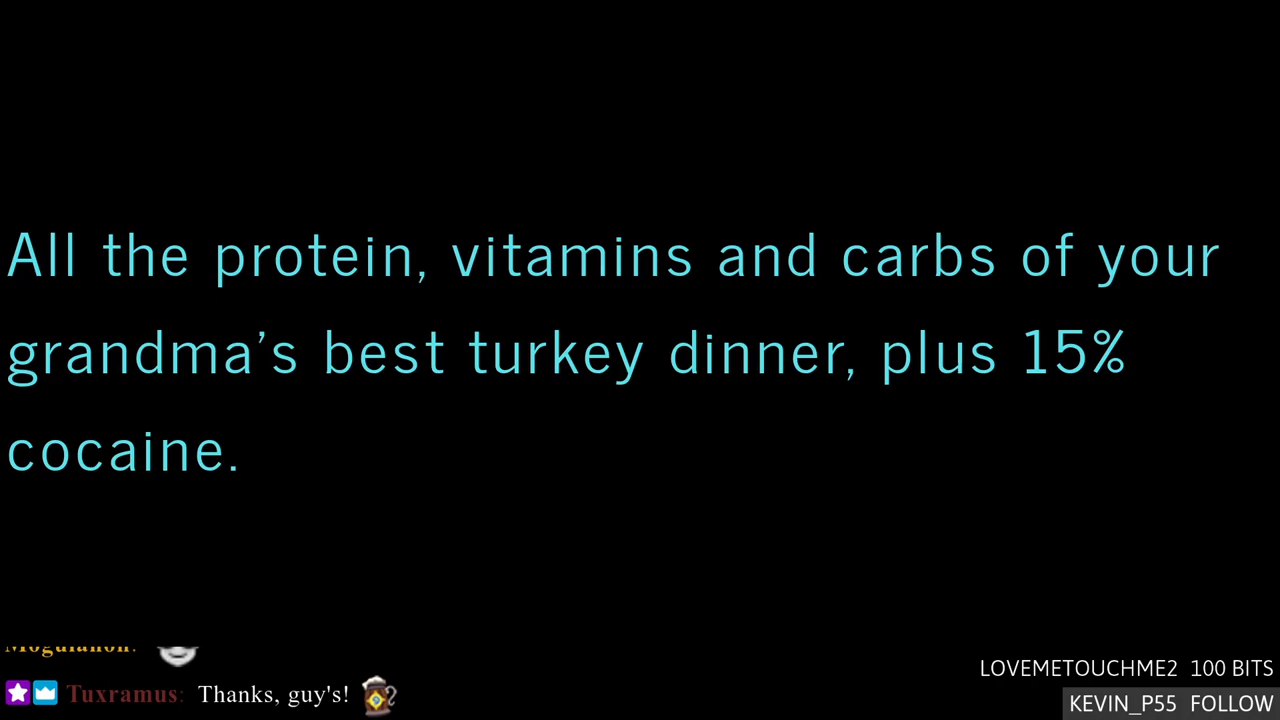 All the protein, vitamins and carbs of your
grandma’s best turkey dinner, plus 15%
cocaine.
LOVEMETOUCHME2 100 BITS
Tuxramus: Thanks, guy's!
KEVIN_P55 FOLLOW